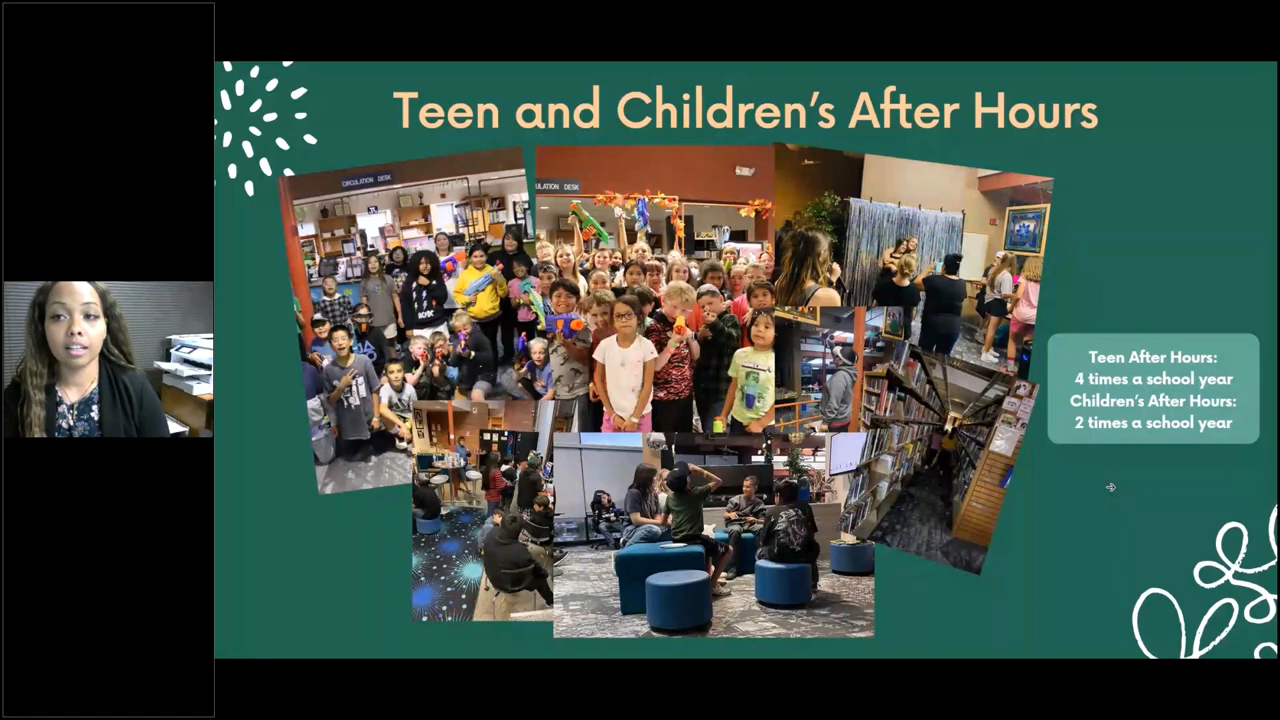 Teen and Children's After Hours
CIRCULATION DESK
ULATION DESK
Teen After Hours:
4 times a school year
Children's After Hours:
2 times a school year